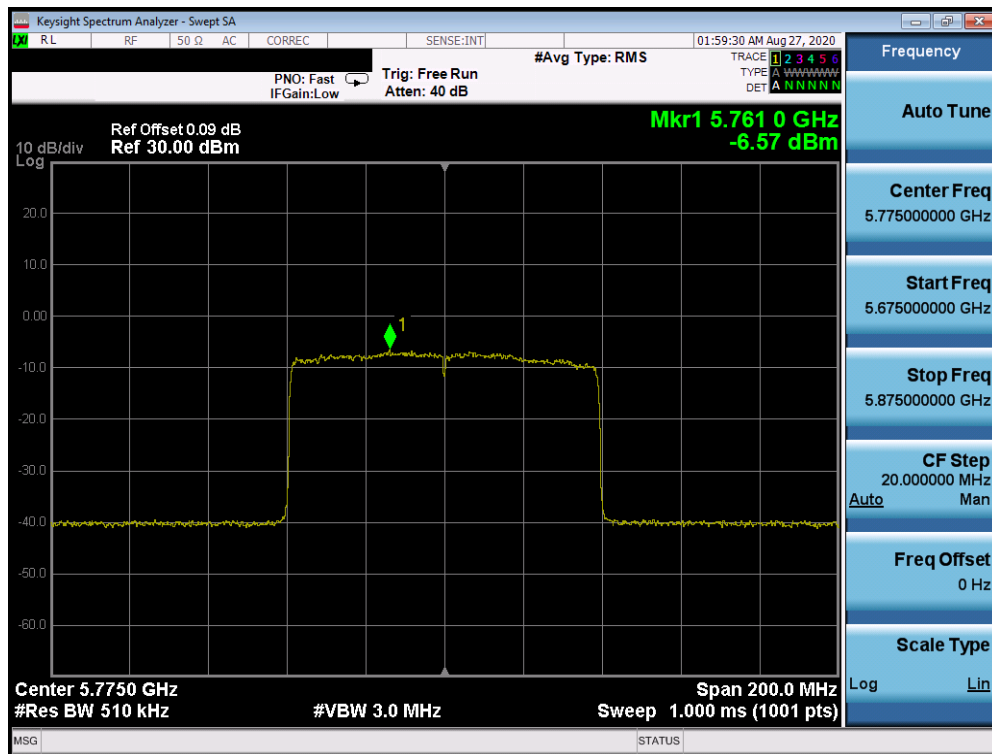 Keysight Spectrum Analyzer - Swept SA
LXI RL RF 50 Ω AC CORREC SENSE:INT 01:59:30 AM Aug 27, 2020
#Avg Type: RMS
TRACE 1 2 3 4 5 6
TYPE A WWWWW
DET A N N N N N
PNO: Fast
IFGain:Low
Trig: Free Run
Atten: 40 dB
Mkr1 5.761 0 GHz
-6.57 dBm
Ref Offset 0.09 dB
10 dB/div Ref 30.00 dBm
Log
20.0
10.0
0.00
-10.0
-20.0
-30.0
-40.0
-50.0
-60.0
1
Center 5.7750 GHz Span 200.0 MHz
#Res BW 510 kHz #VBW 3.0 MHz Sweep 1.000 ms (1001 pts)
MSG STATUS
Frequency
Auto Tune
Center Freq
5.775000000 GHz
Start Freq
5.675000000 GHz
Stop Freq
5.875000000 GHz
CF Step
20.000000 MHz
Auto Man
Freq Offset
0 Hz
Scale Type
Log Lin